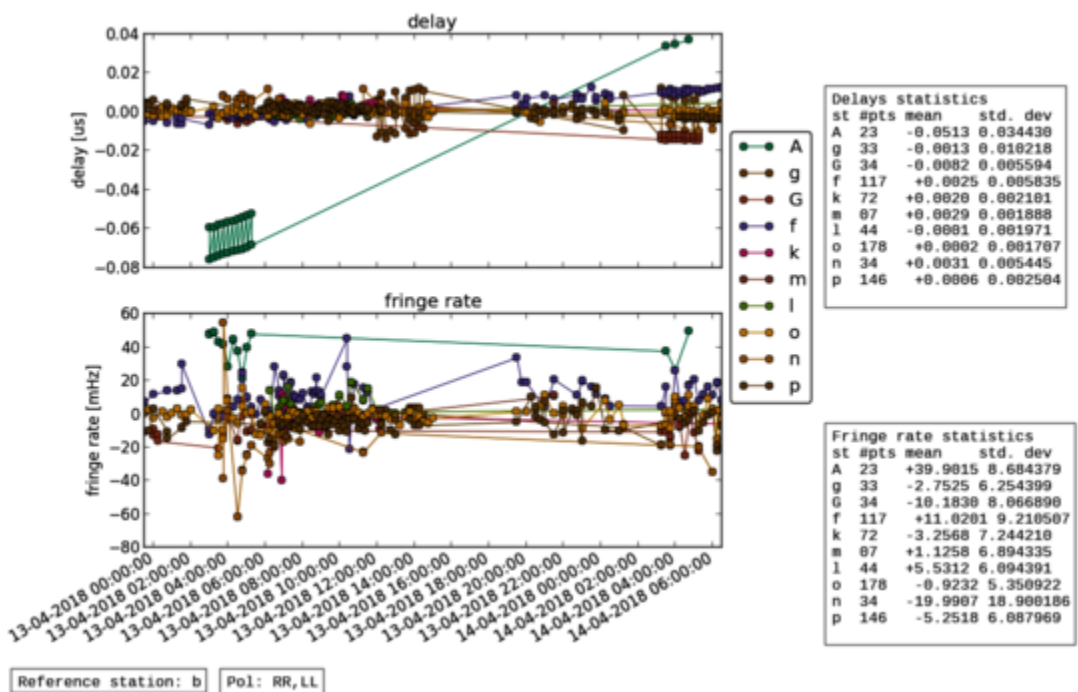 delay
0.04
0.02
0.00
−0.02
−0.04
−0.06
−0.08
delay [us]
fringe rate
60
40
20
0
−20
−40
−60
−80
fringe rate [mHz]
13-04-2018 00:00:00
13-04-2018 02:00:00
13-04-2018 04:00:00
13-04-2018 06:00:00
13-04-2018 08:00:00
13-04-2018 10:00:00
13-04-2018 12:00:00
13-04-2018 14:00:00
13-04-2018 16:00:00
13-04-2018 18:00:00
13-04-2018 20:00:00
13-04-2018 22:00:00
14-04-2018 00:00:00
14-04-2018 02:00:00
14-04-2018 04:00:00
14-04-2018 06:00:00
A
g
G
f
k
m
l
o
n
p
Delays statistics
st #pts mean std. dev
A 23 -0.0513 0.034430
g 33 -0.0013 0.010218
G 34 -0.0082 0.005594
f 117 +0.0025 0.005835
k 72 +0.0020 0.002101
m 07 +0.0029 0.001888
l 44 -0.0001 0.001971
o 178 +0.0002 0.001707
n 34 +0.0031 0.005445
p 146 +0.0006 0.002504
Fringe rate statistics
st #pts mean std. dev
A 23 +39.9015 8.684379
g 33 -2.7525 6.254399
G 34 -10.1830 8.066890
f 117 +11.0201 9.210507
k 72 -3.2568 7.244210
m 07 +1.1258 6.894335
l 44 +5.5312 6.094391
o 178 -0.9232 5.350922
n 34 -19.9907 18.900186
p 146 -5.2518 6.087969
Reference station: b
Pol: RR,LL